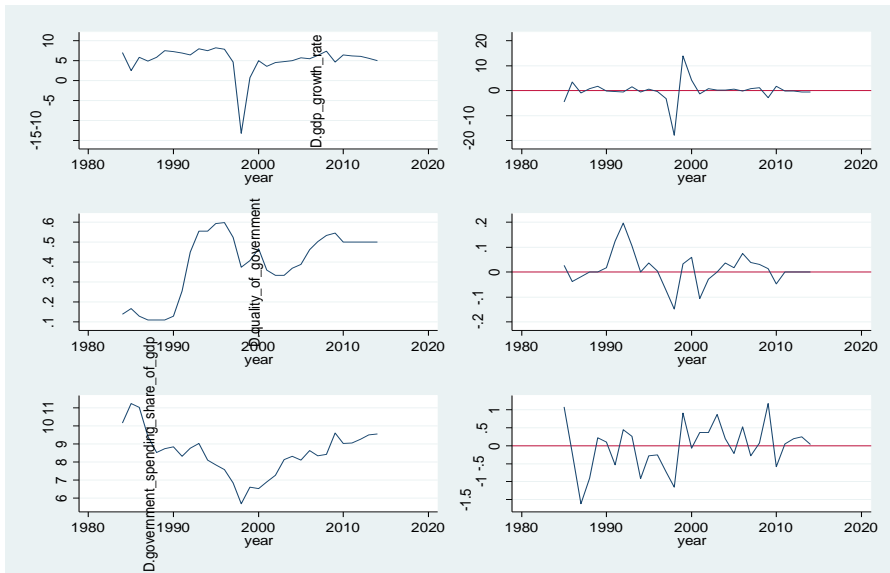 10
5
0
-5
-15-10
D.gdp_growth_rate
1980 1990 2000 2010 2020
year
20
10
0
-20 -10
1980 1990 2000 2010 2020
year
.6
.5
.4
.3
.1 .2
D.quality_of_government
1980 1990 2000 2010 2020
year
.2
.1
0
-.2 -.1
1980 1990 2000 2010 2020
year
10 11
9
8
7
6
D.government_spending_share_of_gdp
1980 1990 2000 2010 2020
year
1
.5
0
-1 -.5
-1.5
1980 1990 2000 2010 2020
year